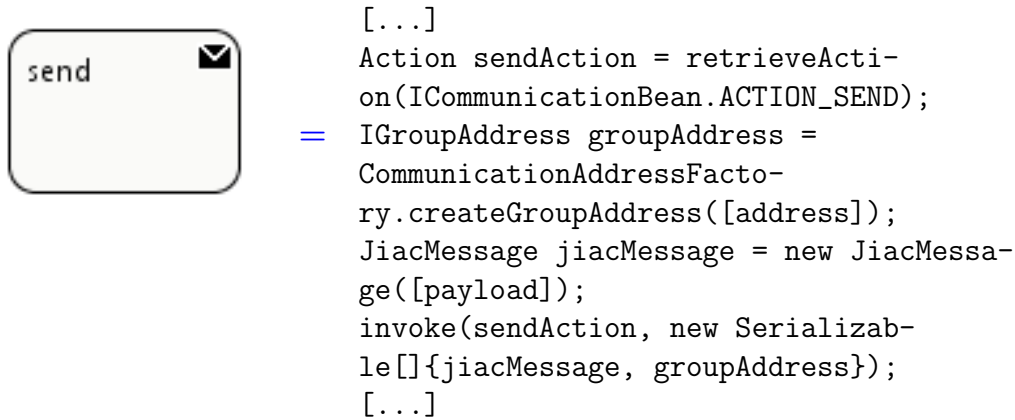 send
=
[...]
Action sendAction = retrieveActi-
on(ICommunicationBean.ACTION_SEND);
IGroupAddress groupAddress =
CommunicationAddressFacto-
ry.createGroupAddress([address]);
JiacMessage jiacMessage = new JiacMessa-
ge([payload]);
invoke(sendAction, new Serializab-
le[]{jiacMessage, groupAddress});
[...]